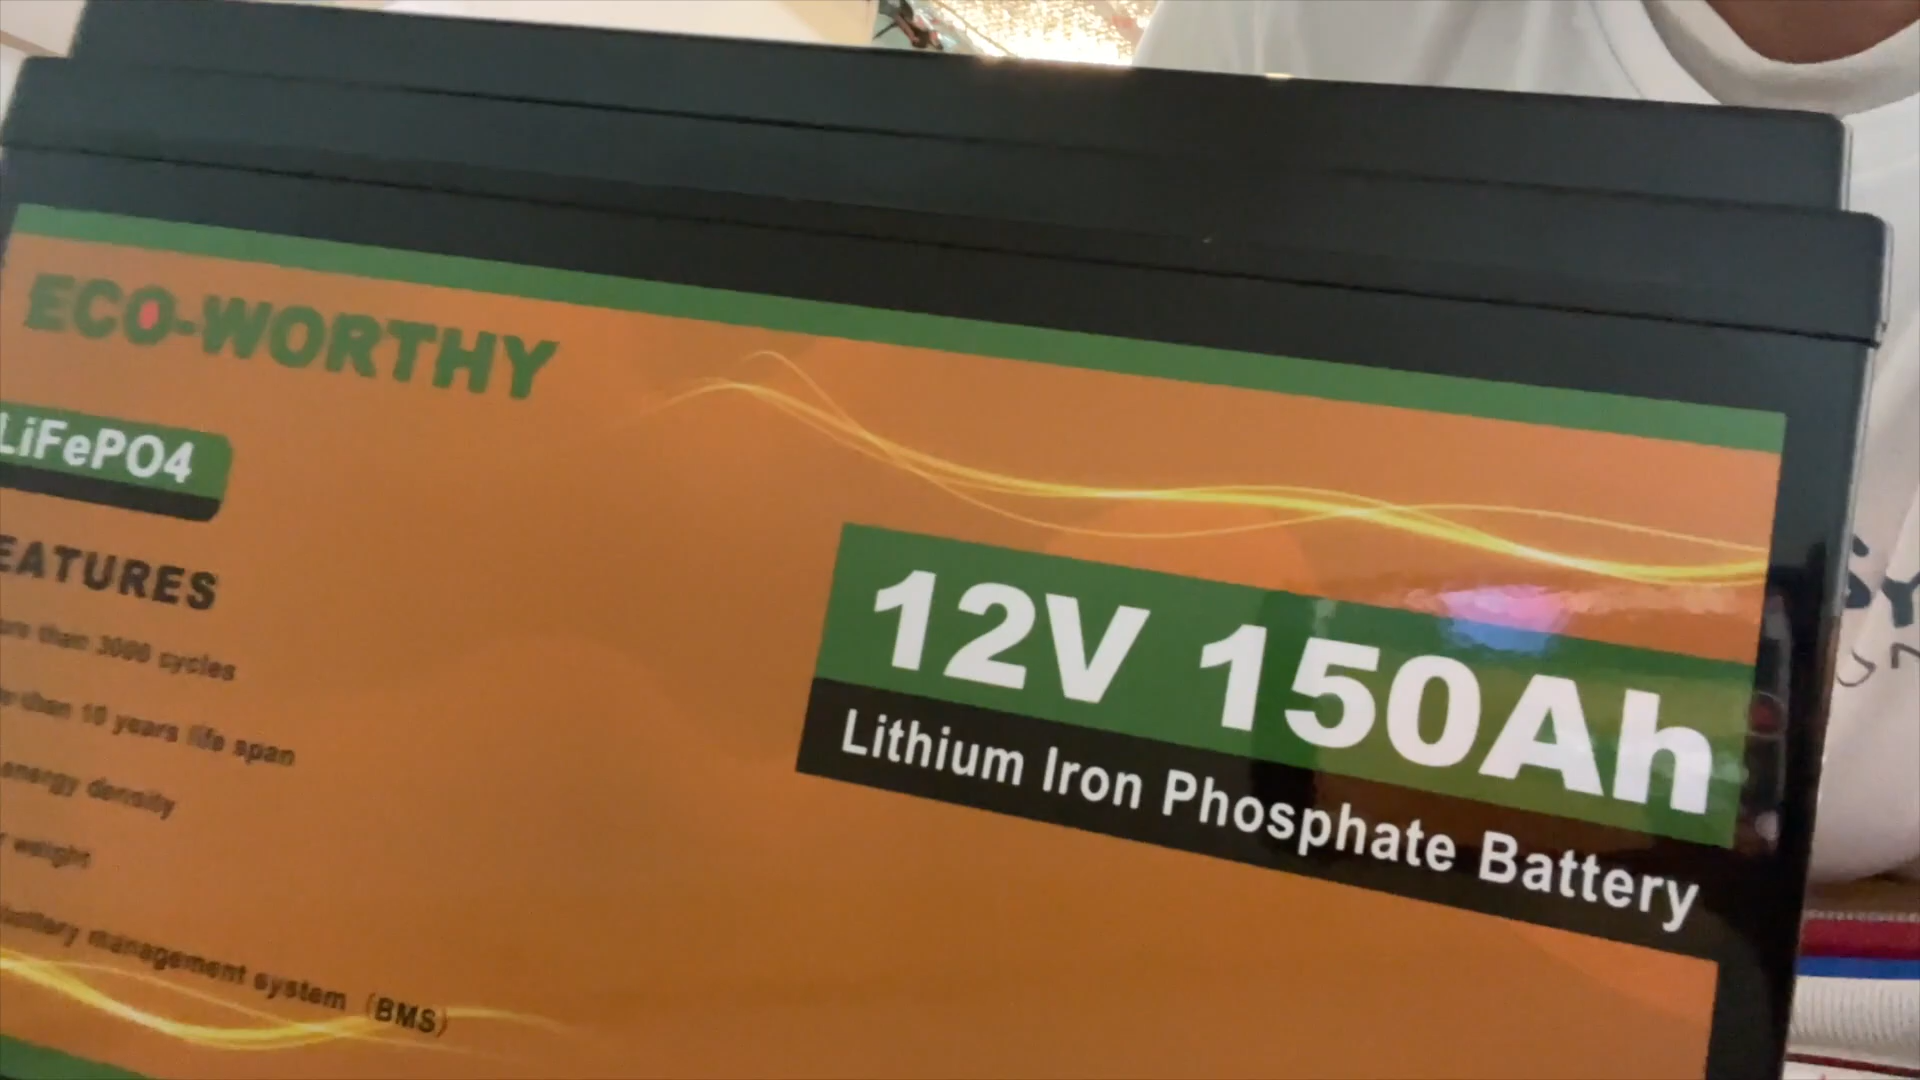 ECO-WORTHY
LiFePO4
EATURES
than 3000 cycles
than 10 years life span
energy density
weight
battery management system (BMS)
12V 150Ah
Lithium Iron Phosphate Battery